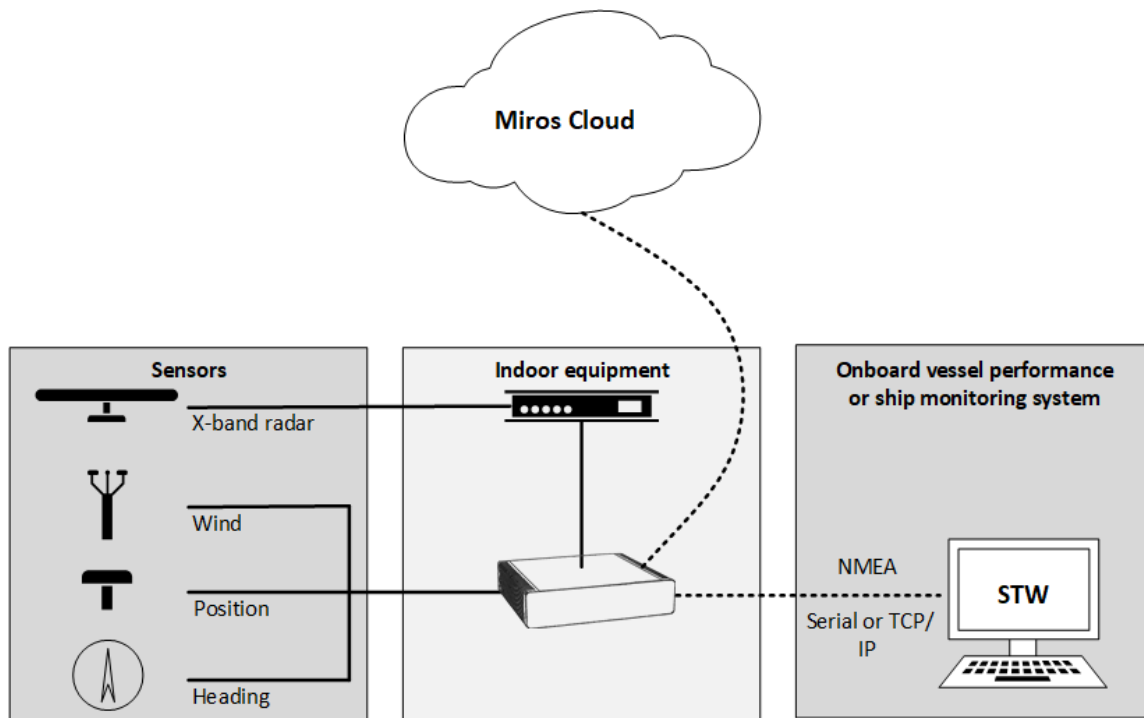 Miros Cloud
Sensors
X-band radar
Wind
Position
Heading
Indoor equipment
Onboard vessel performance
or ship monitoring system
NMEA
Serial or TCP/
IP
STW